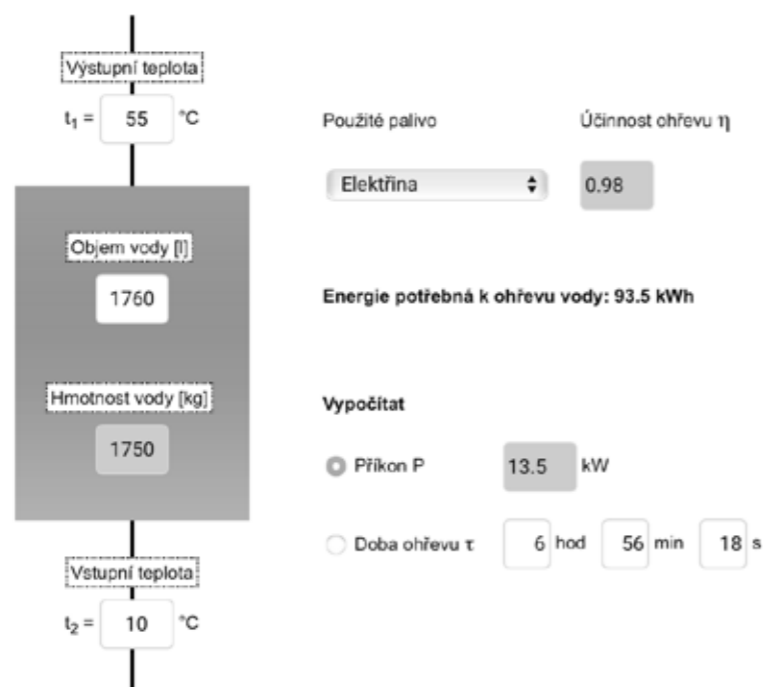 Výstupní teplota
t₁ = 55 °C
Použité palivo
Účinnost ohřevu η
Elektřina
0.98
Objem vody [l]
1760
Energie potřebná k ohřevu vody: 93.5 kWh
Hmotnost vody [kg]
1750
Vypočítat
Příkon P 13.5 kW
Doba ohřevu τ 6 hod 56 min 18 s
Vstupní teplota
t₂ = 10 °C